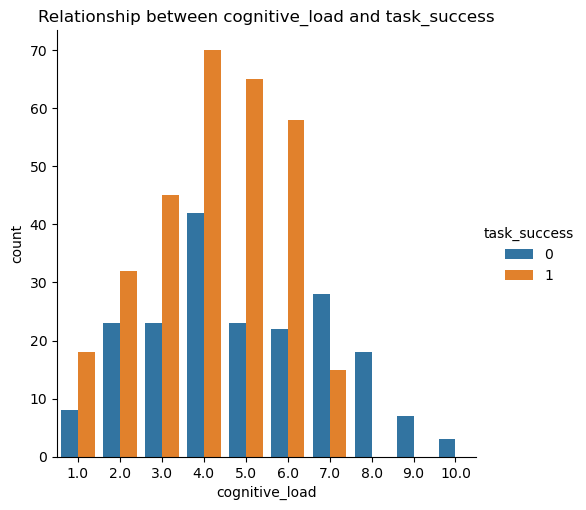 Relationship between cognitive_load and task_success
70
60
50
40
30
20
10
0
count
1.0 2.0 3.0 4.0 5.0 6.0 7.0 8.0 9.0 10.0
cognitive_load
task_success
0
1